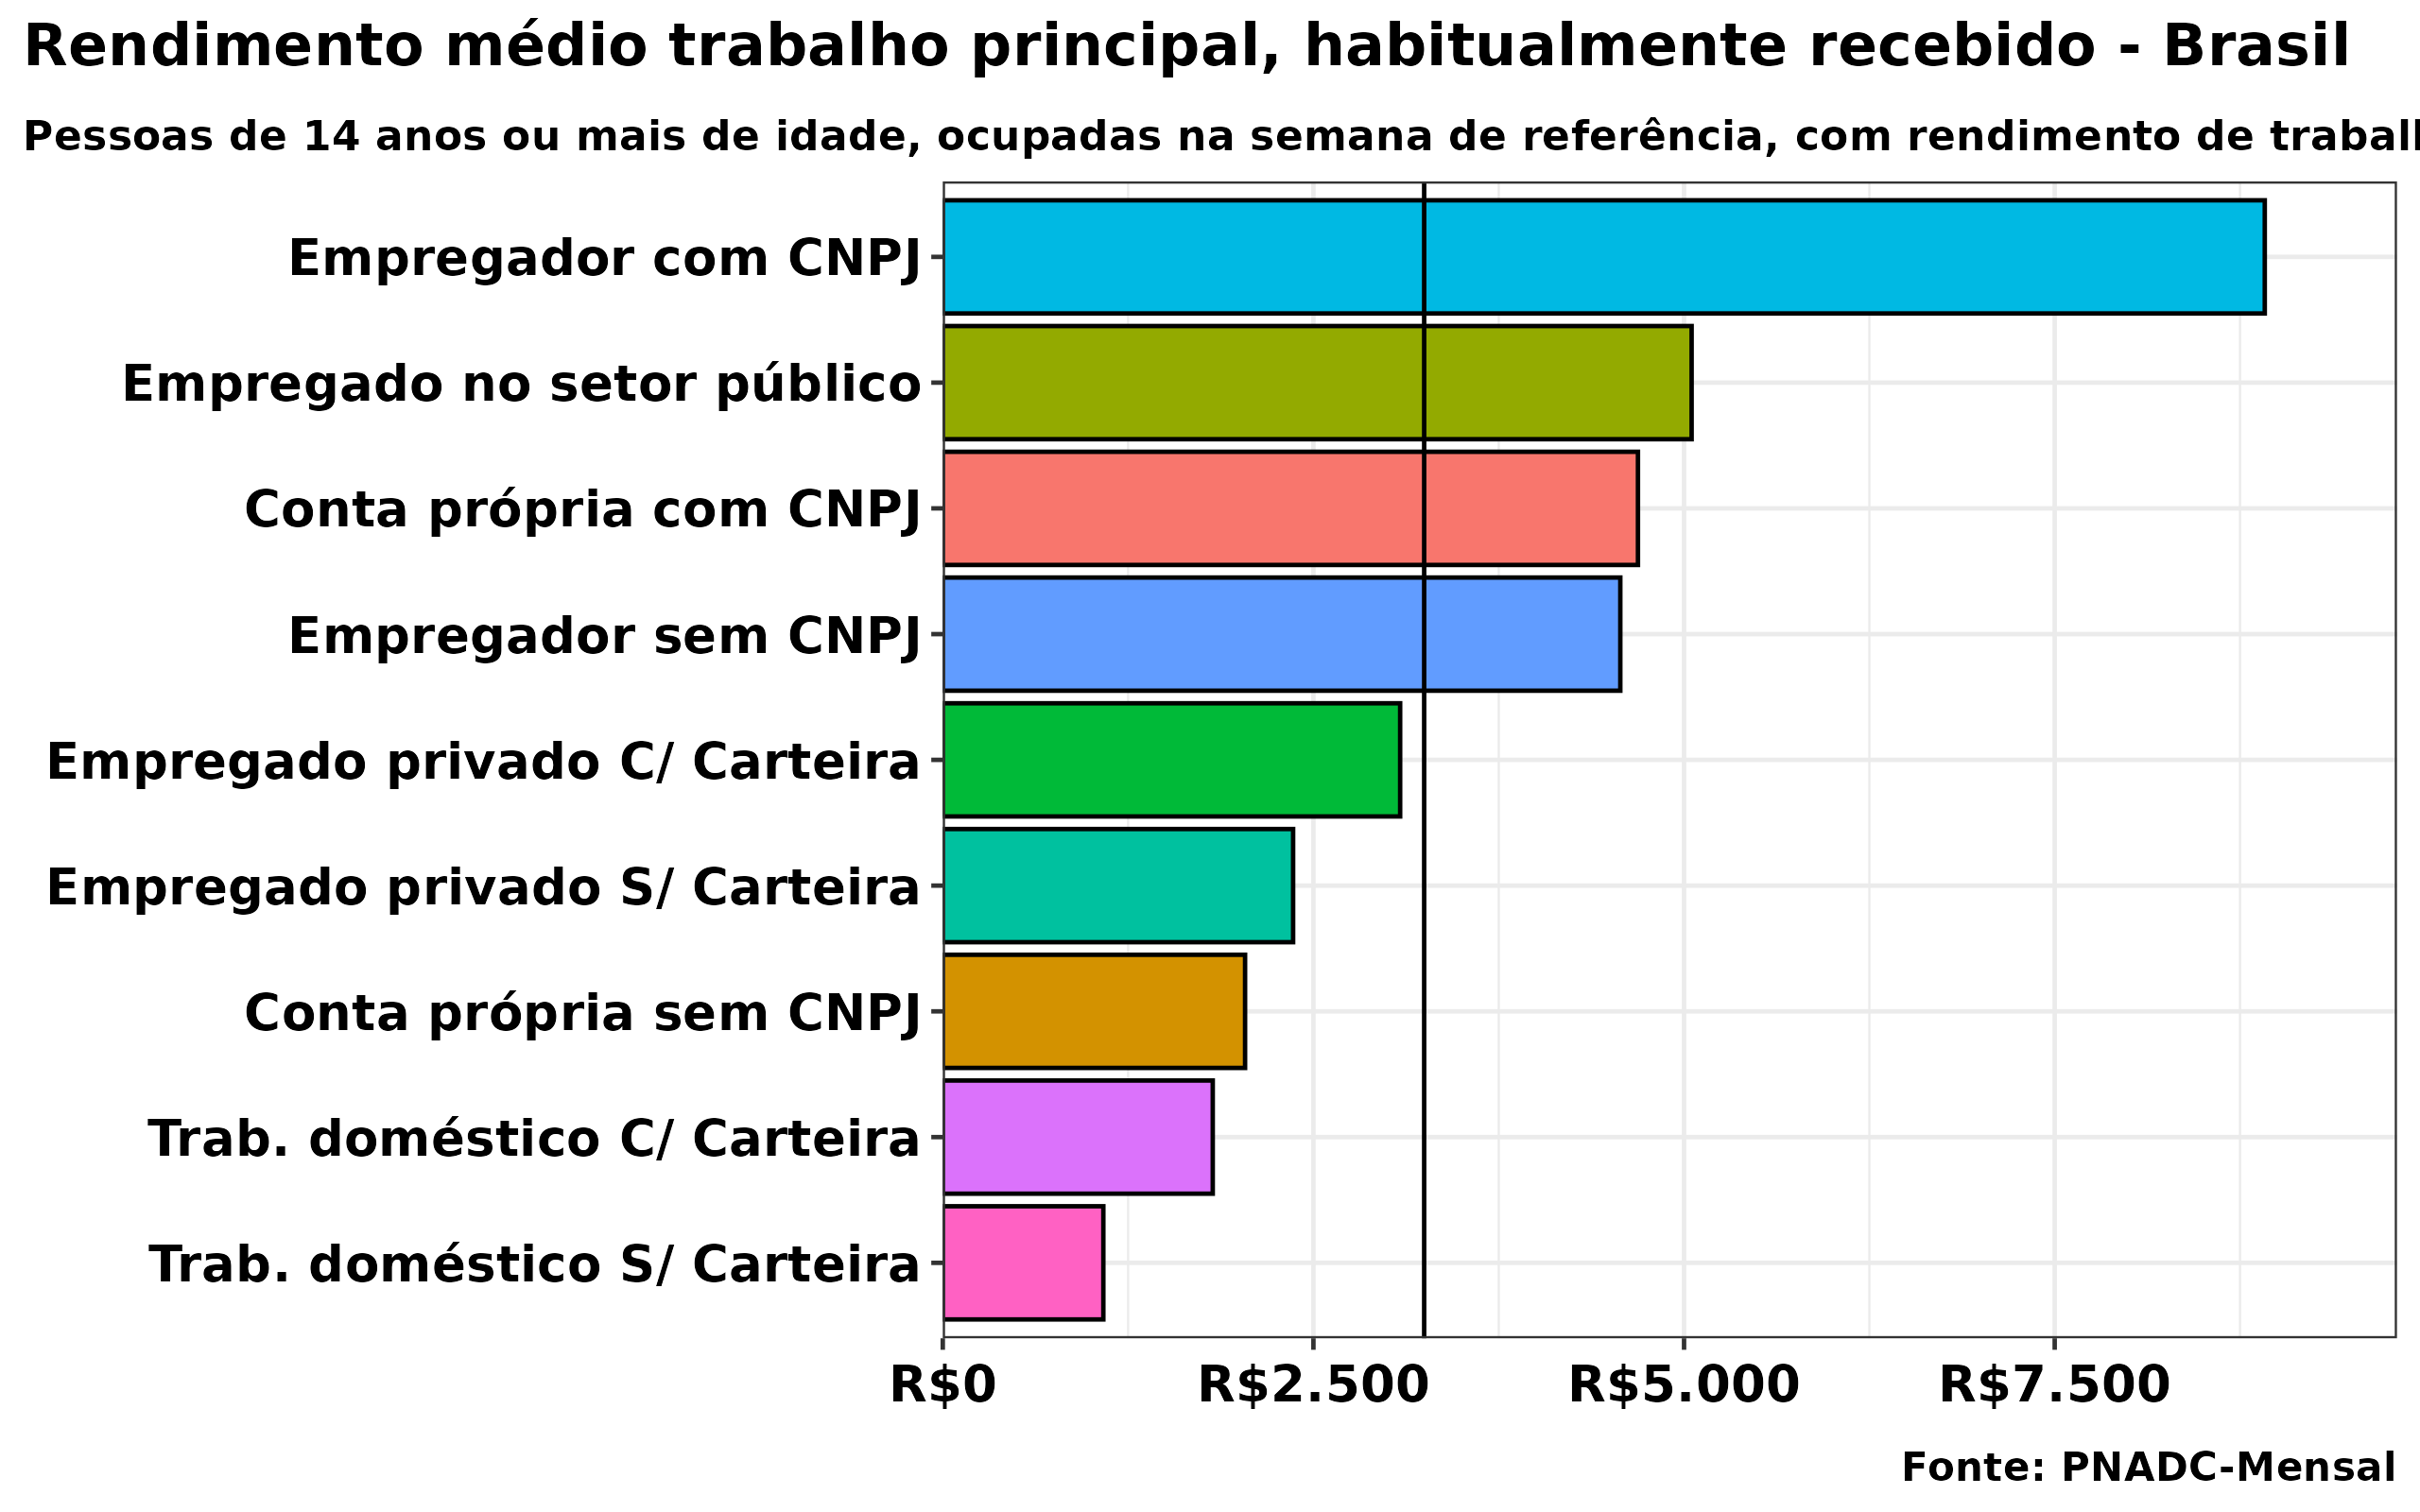 Rendimento médio trabalho principal, habitualmente recebido - Brasil
Pessoas de 14 anos ou mais de idade, ocupadas na semana de referência, com rendimento de
Empregador com CNPJ
Empregado no setor público
Conta própria com CNPJ
Empregador sem CNPJ
Empregado privado C/ Carteira
Empregado privado S/ Carteira
Conta própria sem CNPJ
Trab. doméstico C/ Carteira
Trab. doméstico S/ Carteira
R$0 R$2.500 R$5.000 R$7.500
Fonte: PNADC-Mensal